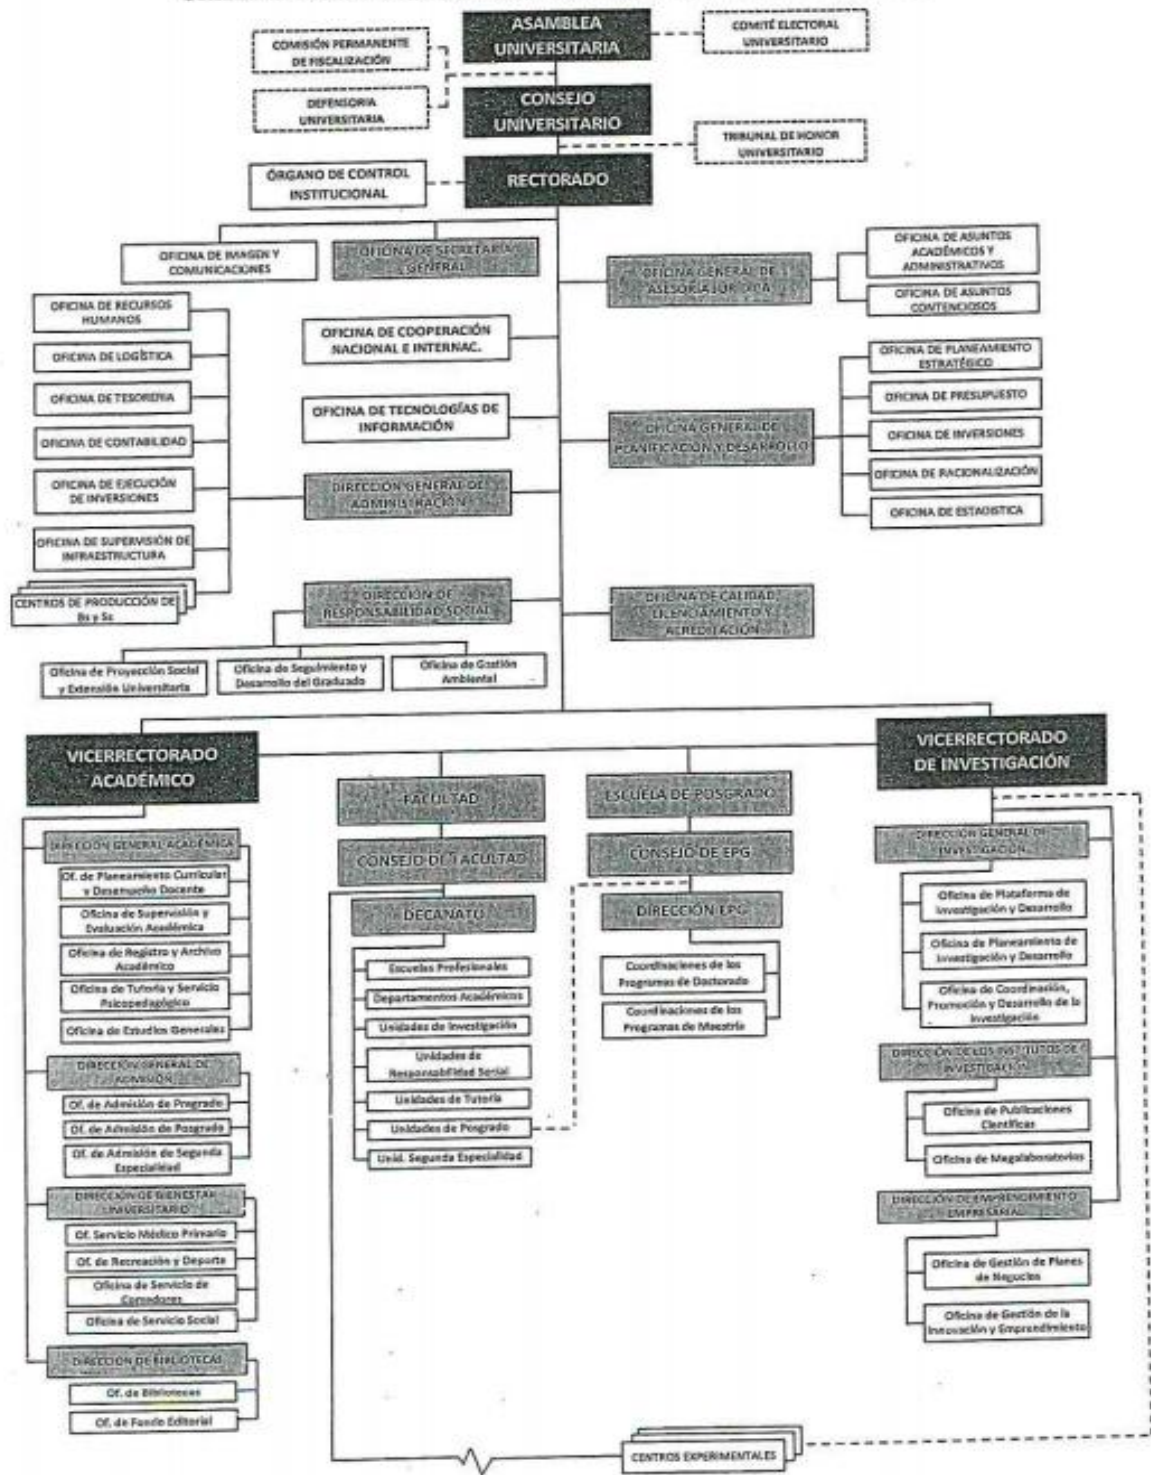 ASAMBLEA
UNIVERSITARIA
COMITÉ ELECTORAL
UNIVERSITARIO
COMISIÓN PERMANENTE
DE FISCALIZACIÓN
DEFENSORIA
UNIVERSITARIA
CONSEJO
UNIVERSITARIO
TRIBUNAL DE HONOR
UNIVERSITARIO
ÓRGANO DE CONTROL
INSTITUCIONAL
RECTORADO
OFICINA DE IMAGEN Y
COMUNICACIONES
OFICINA DE SECRETARÍA
GENERAL
OFICINA GENERAL DE
ASESORÍA JURÍDICA
OFICINA DE ASUNTOS
ACADÉMICOS Y
ADMINISTRATIVOS
OFICINA DE ASUNTOS
CONTENCIOSOS
OFICINA DE RECURSOS
HUMANOS
OFICINA DE LOGÍSTICA
OFICINA DE TESORERIA
OFICINA DE CONTABILIDAD
OFICINA DE EJECUCIÓN
DE INVERSIONES
OFICINA DE SUPERVISIÓN DE
INFRAESTRUCTURA
CENTROS DE PRODUCCIÓN DE
Bs y Ss
OFICINA DE COOPERACIÓN
NACIONAL E INTERNAC.
OFICINA DE TECNOLOGÍAS DE
INFORMACIÓN
DIRECCIÓN GENERAL DE
ADMINISTRACIÓN
OFICINA GENERAL DE
PLANIFICACIÓN Y DESARROLLO
OFICINA DE PLANEAMIENTO
ESTRATÉGICO
OFICINA DE PRESUPUESTO
OFICINA DE INVERSIONES
OFICINA DE RACIONALIZACIÓN
OFICINA DE ESTADISTICA
DIRECCIÓN DE
RESPONSABILIDAD SOCIAL
OFICINA DE CALIDAD,
LICENCIAMIENTO Y
ACREDITACIÓN
Oficina de Proyección Social
y Extensión Universitaria
Oficina de Seguimiento y
Desarrollo del Graduado
Oficina de Gestión
Ambiental
VICERRECTORADO
ACADÉMICO
VICERRECTORADO
DE INVESTIGACIÓN
FACULTAD
ESCUELA DE POSGRADO
CONSEJO DE FACULTAD
CONSEJO DE EPG
DECANATO
DIRECCIÓN EPG
DIRECCIÓN GENERAL ACADÉMICA
Of. de Planeamiento Curricular
y Desempeño Docente
Oficina de Supervisión y
Evaluación Académica
Oficina de Registro y Archivo
Académico
Oficina de Tutoría y Servicio
Psicopedagógico
Oficina de Estudios Generales
DIRECCIÓN GENERAL DE
ADMISIÓN
Of. de Admisión de Pregrado
Of. de Admisión de Posgrado
Of. de Admisión de Segunda
Especialidad
DIRECCIÓN DE BIENESTAR
UNIVERSITARIO
Of. Servicio Médico Primario
Of. de Recreación y Deporte
Oficina de Servicio de
Comedores
Oficina de Servicio Social
DIRECCIÓN DE BIBLIOTECAS
Of. de Bibliotecas
Of. de Fondo Editorial
Escuelas Profesionales
Departamentos Académicos
Unidades de Investigación
Unidades de
Responsabilidad Social
Unidades de Tutoría
Unidades de Posgrado
Unid. Segunda Especialidad
Coordinaciones de los
Programas de Doctorado
Coordinaciones de los
Programas de Maestría
DIRECCIÓN GENERAL DE
INVESTIGACIÓN
Oficina de Plataforma de
Investigación y Desarrollo
Oficina de Planeamiento de
Investigación y Desarrollo
Oficina de Coordinación,
Promoción y Desarrollo de la
Investigación
DIRECCIÓN DE LOS INSTITUTOS DE
INVESTIGACIÓN
Oficina de Publicaciones
Científicas
Oficina de Megalaboratorios
DIRECCIÓN DE EMPRENDIMIENTO
EMPRESARIAL
Oficina de Gestión de Planes
de Negocios
Oficina de Gestión de la
Innovación y Emprendimiento
CENTROS EXPERIMENTALES